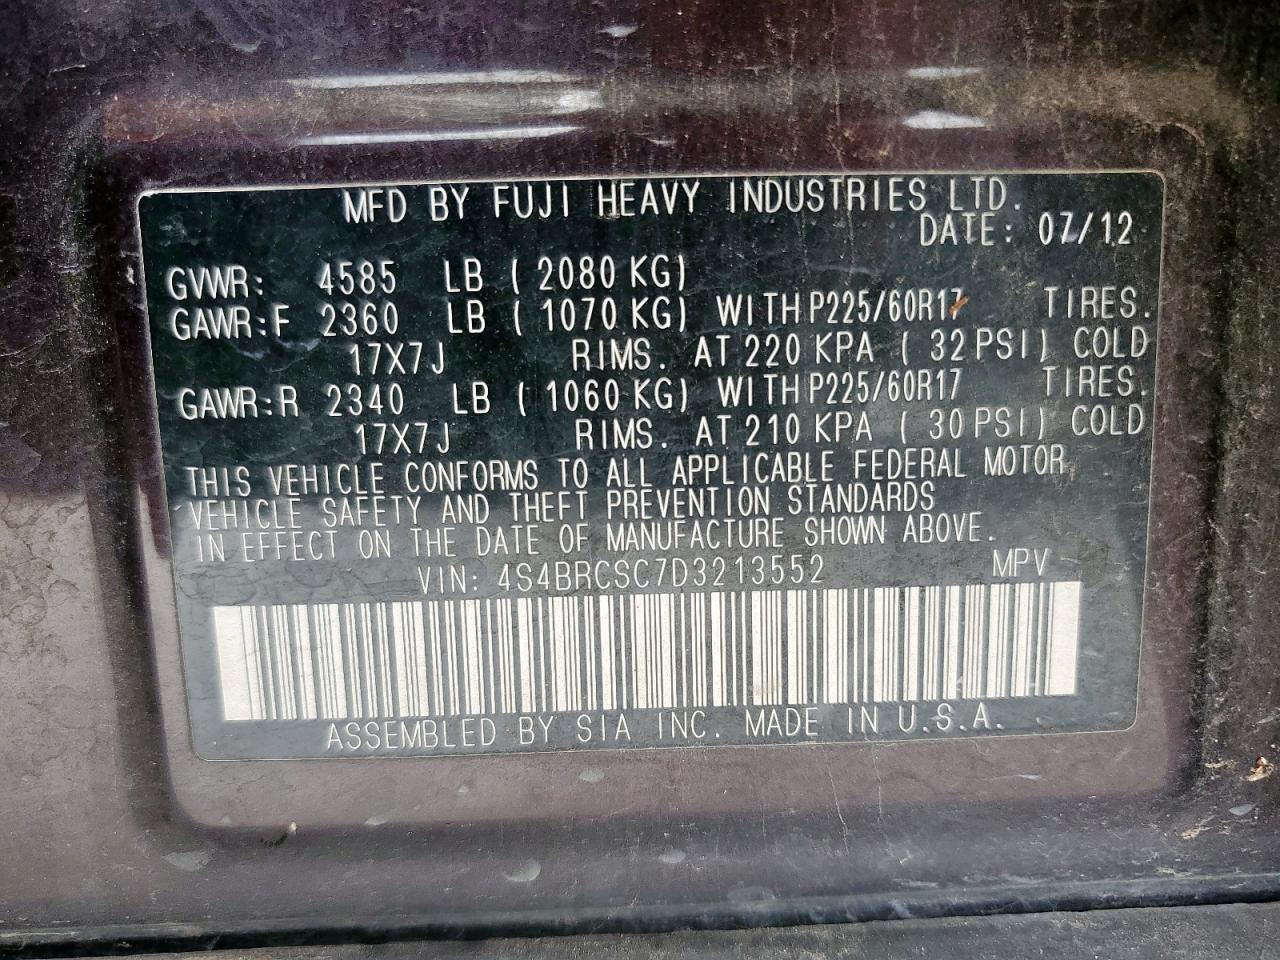 MFD BY FUJI HEAVY INDUSTRIES LTD.
DATE: 07/12
GVWR: 4585 LB ( 2080 KG)
GAWR:F 2360 LB ( 1070 KG) WITH P225/60R17 TIRES.
17X7J RIMS. AT 220 KPA ( 32 PSI) COLD
GAWR:R 2340 LB ( 1060 KG) WITH P225/60R17 TIRES.
17X7J RIMS. AT 210 KPA ( 30 PSI) COLD
THIS VEHICLE CONFORMS TO ALL APPLICABLE FEDERAL MOTOR
VEHICLE SAFETY AND THEFT PREVENTION STANDARDS
IN EFFECT ON THE DATE OF MANUFACTURE SHOWN ABOVE.
VIN: 4S4BRCSC7D3213552 MPV
ASSEMBLED BY SIA INC. MADE IN U.S.A.